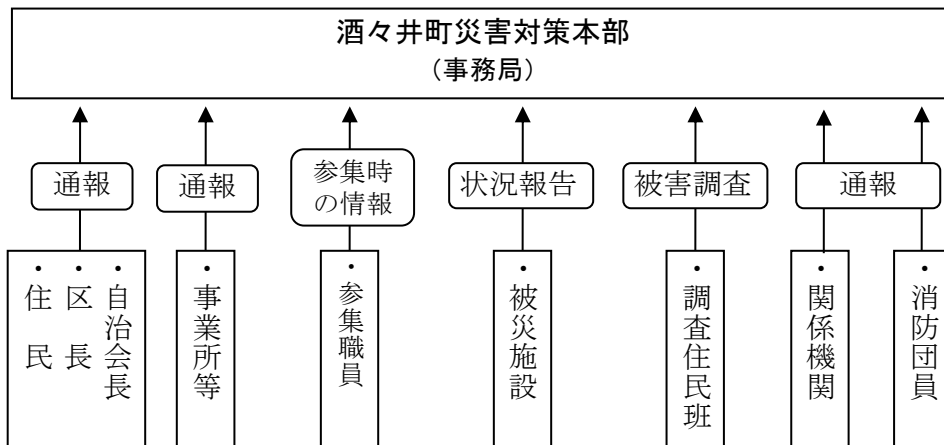 酒々井町災害対策本部
（事務局）
通報
通報
参集時
の情報
状況報告
被害調査
通報
・自治会長
・区長
・住民
・事業所等
・参集職員
・被災施設
・調査住民班
・関係機関
・消防団員